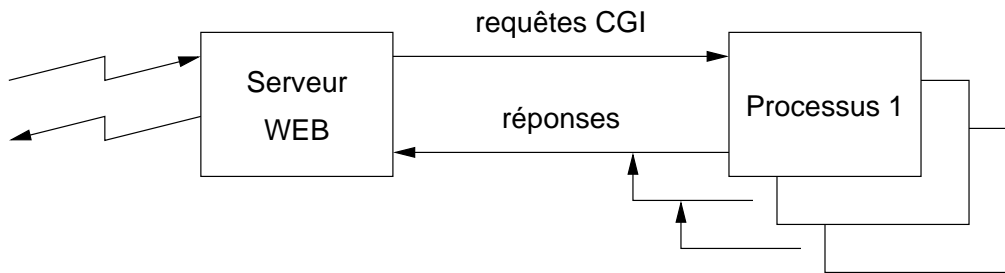 requêtes CGI
Serveur
WEB
Processus 1
réponses